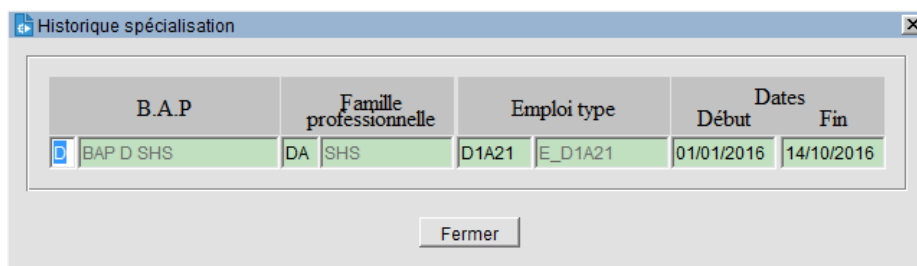 Historique spécialisation
B.A.P Famille professionnelle Emploi type Dates Début Fin
D BAP D SHS DA SHS D1A21 E_D1A21 01/01/2016 14/10/2016
Fermer